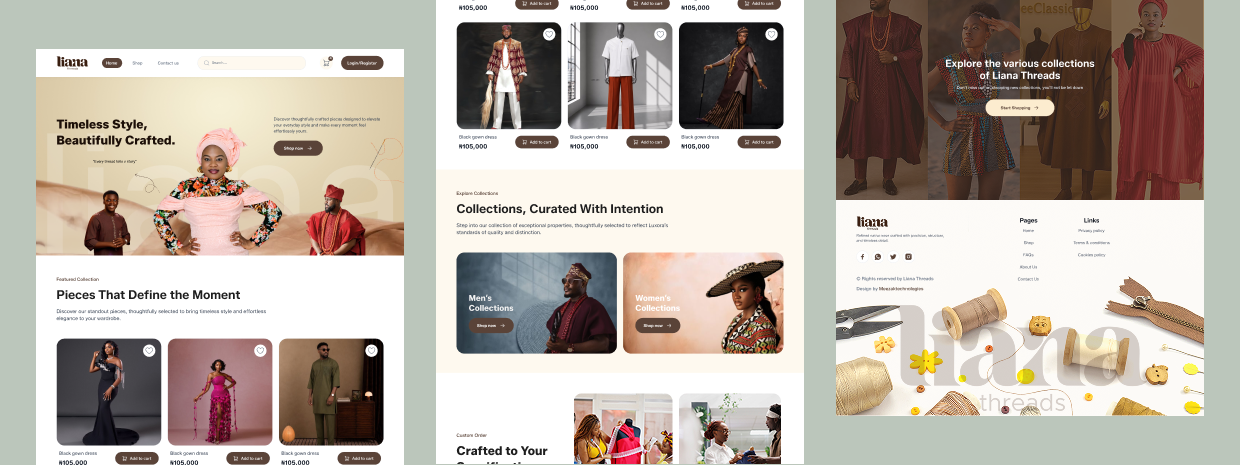 liana
threads
Home
Shop
Contact us
Search...
Login/Register
Timeless Style,
Beautifully Crafted.
"Every thread tells a story"
Discover thoughtfully crafted pieces designed to elevate
your everyday style and make every moment feel
effortlessly yours.
Shop now
liana
Featured Collection
Pieces That Define the Moment
Discover our standout pieces, thoughtfully selected to bring timeless style and effortless
elegance to your wardrobe.
Black gown dress
₦105,000
Add to cart
Black gown dress
₦105,000
Add to cart
Black gown dress
₦105,000
Add to cart
₦105,000
Add to cart
₦105,000
Add to cart
₦105,000
Add to cart
Black gown dress
₦105,000
Add to cart
Black gown dress
₦105,000
Add to cart
Black gown dress
₦105,000
Add to cart
Explore Collections
Collections, Curated With Intention
Step into our collection of exceptional properties, thoughtfully selected to reflect Luxora's
standards of quality and distinction.
Men's
Collections
Shop now
Women's
Collections
Shop now
Custom Order
Crafted to Your
eeClassic
Explore the various collections
of Liana Threads
Start Shopping
liana
threads
Pages
Home
Shop
FAQs
About Us
Contact Us
Links
Privacy policy
Terms & conditions
Cookies policy
© Rights reserved by Liana Threads
Design by Meezaktechnologies
liana
threads